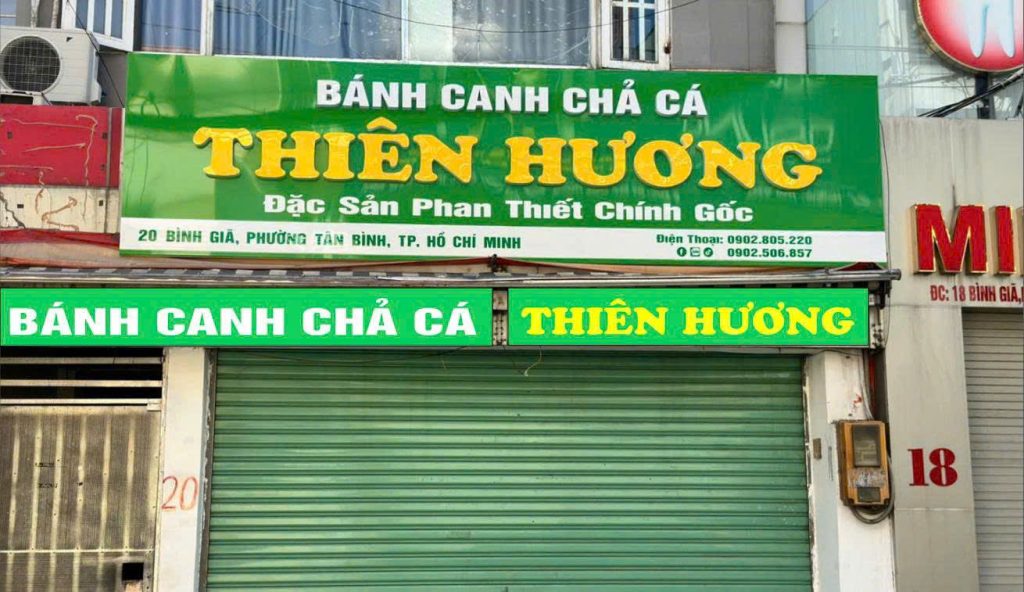 BÁNH CANH CHẢ CÁ
THIÊN HƯƠNG
Đặc Sản Phan Thiết Chính Gốc
20 BÌNH GIÃ, PHƯỜNG TÂN BÌNH, TP. HỒ CHÍ MINH
Điện Thoại: 0902.805.220
0902.506.857
BÁNH CANH CHẢ CÁ
THIÊN HƯƠNG
20
ĐC: 18 BÌNH GIÃ,
18